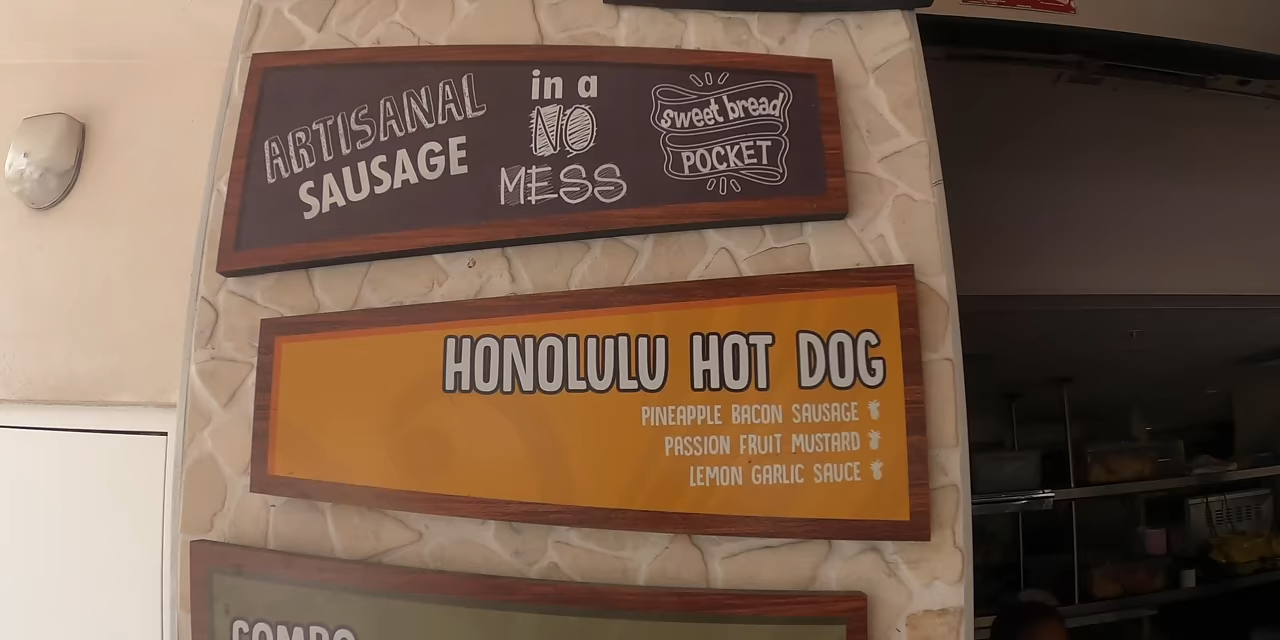 ARTISANAL
SAUSAGE
in a
NO
MESS
sweet bread
POCKET
HONOLULU HOT DOG
PINEAPPLE BACON SAUSAGE
PASSION FRUIT MUSTARD
LEMON GARLIC SAUCE
COMBO